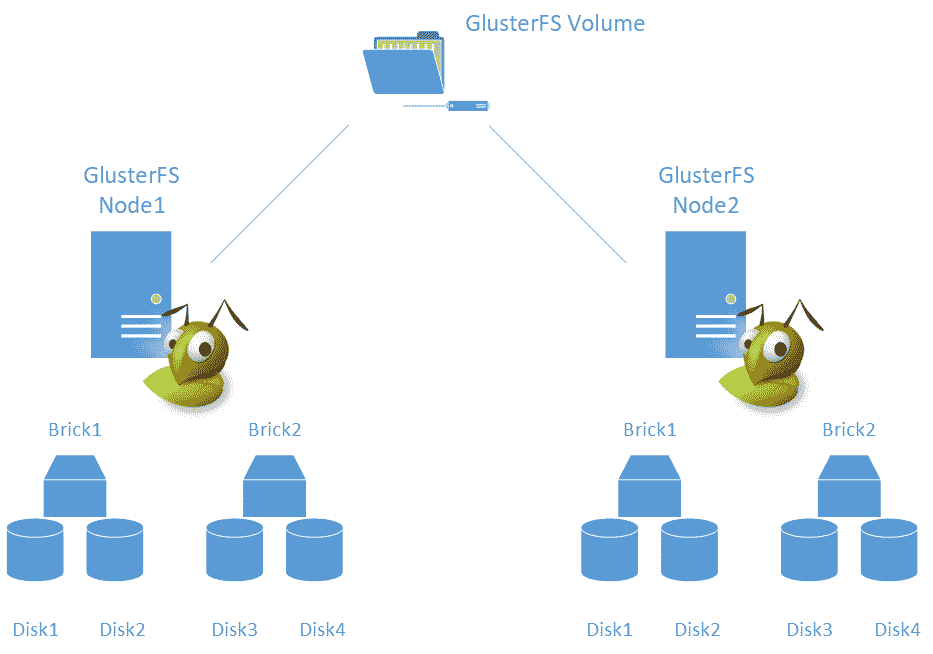 GlusterFS Volume
GlusterFS
Node1
GlusterFS
Node2
Brick1
Brick2
Brick1
Brick2
Disk1
Disk2
Disk3
Disk4
Disk1
Disk2
Disk3
Disk4